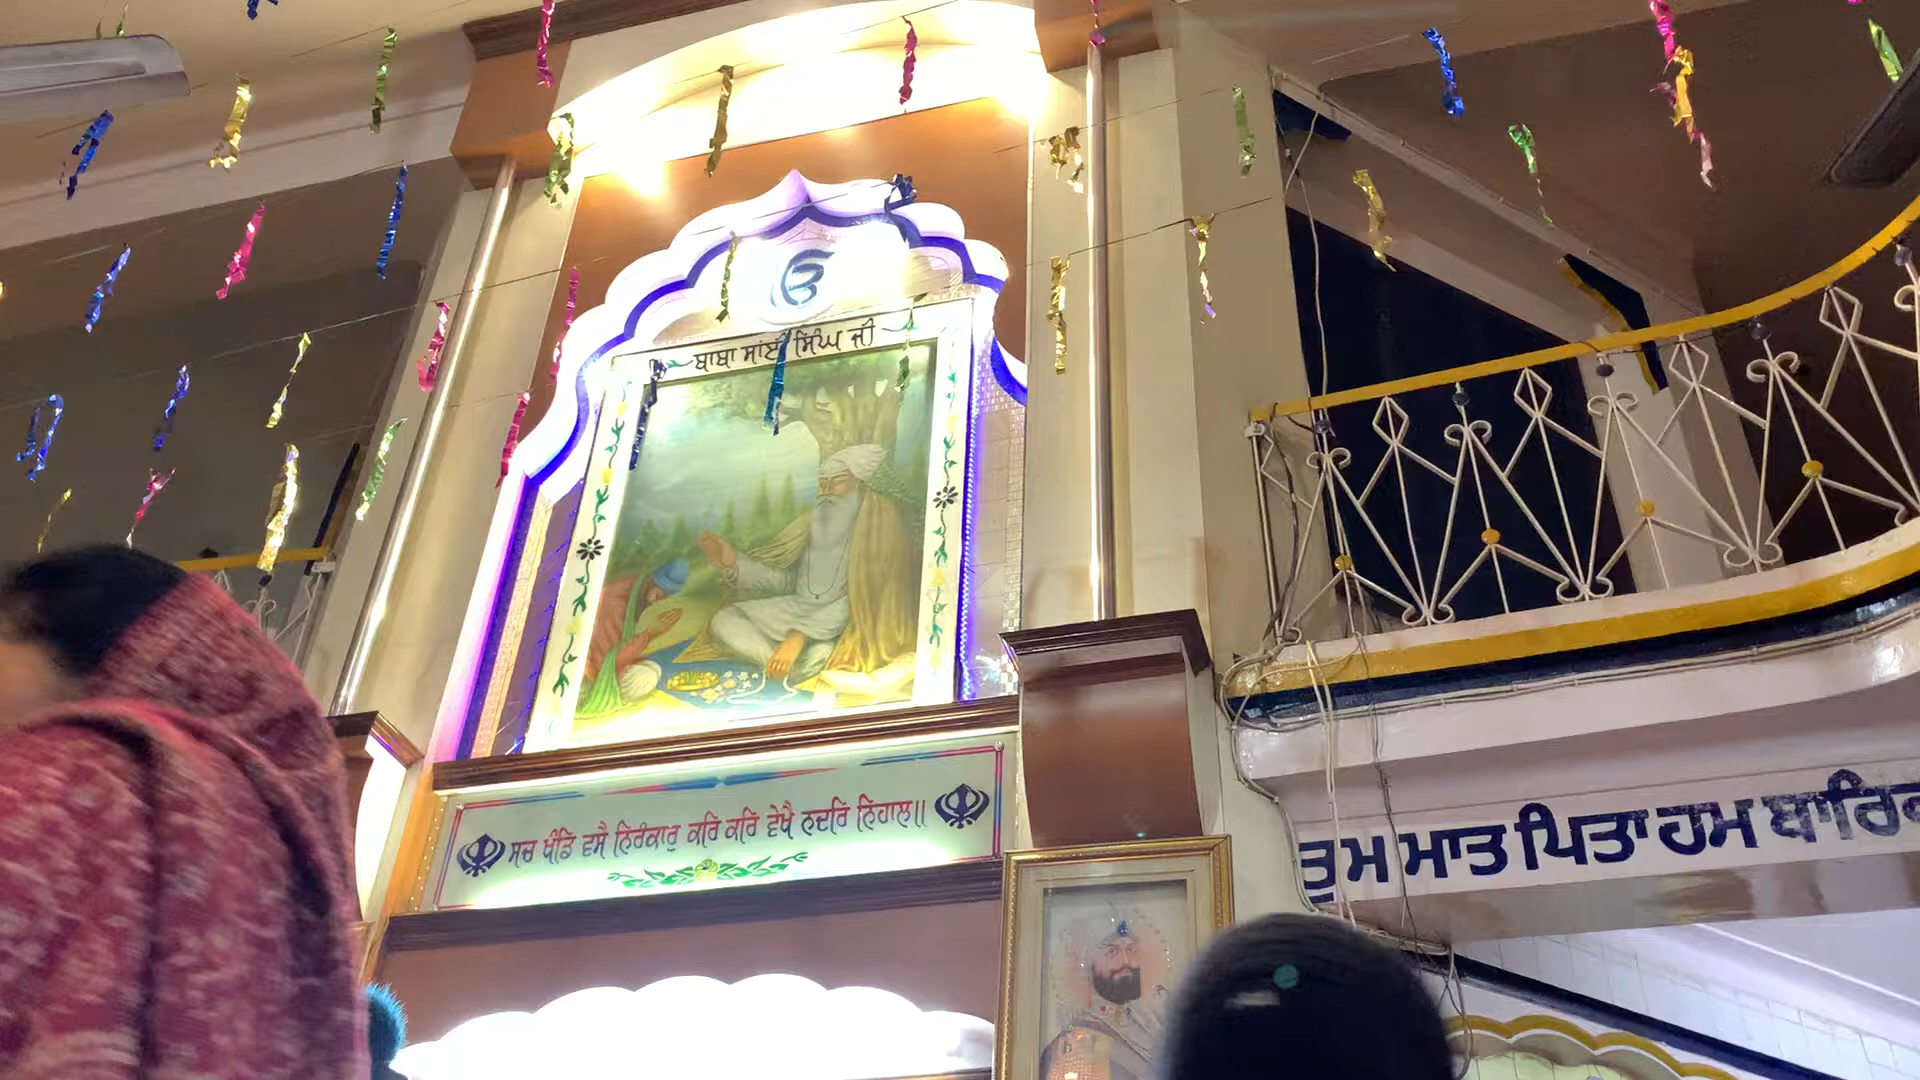 ੴ
ਬਾਬਾ ਸਾਂਈ ਸਿੰਘ ਜੀ
ਸਚ ਖੰਡਿ ਵਸੈ ਨਿਰੰਕਾਰੁ ਕਰਿ ਕਰਿ ਵੇਖੈ ਨਦਰਿ ਨਿਹਾਲ॥
ਤੁਮ ਮਾਤ ਪਿਤਾ ਹਮ ਬਾਰਿਕ